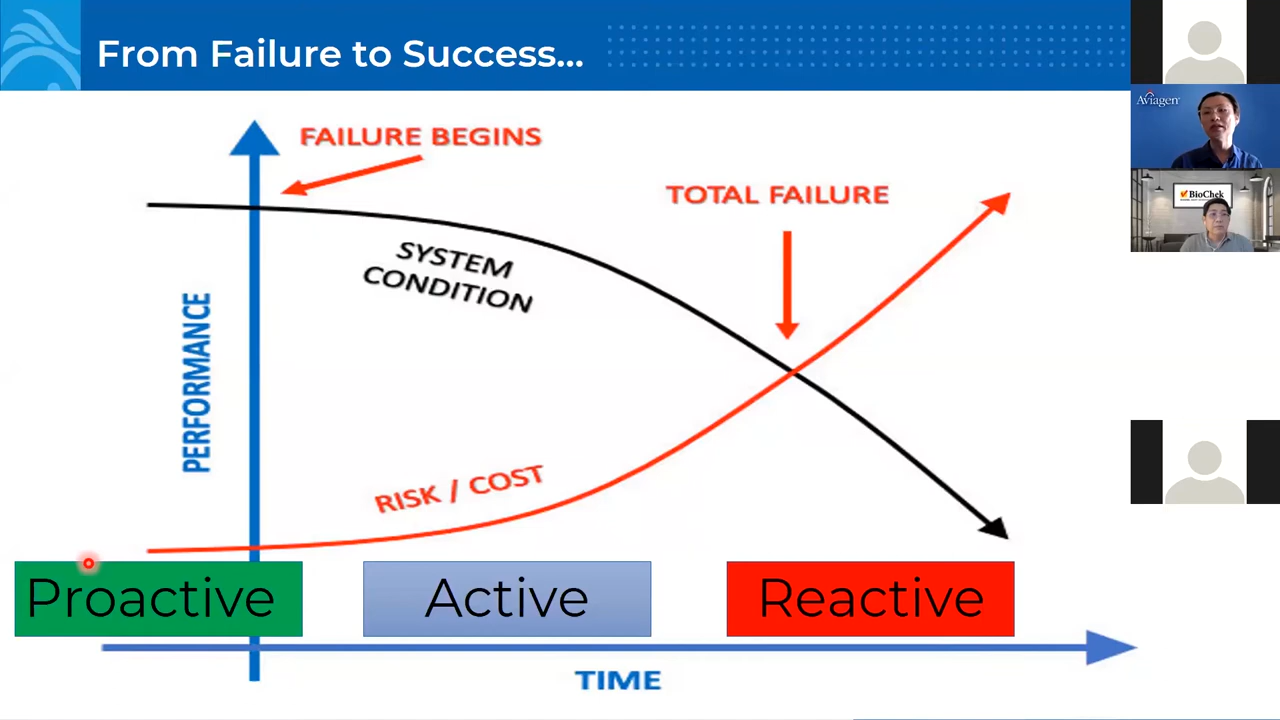 From Failure to Success...
Aviagen
BioChek
FAILURE BEGINS
TOTAL FAILURE
SYSTEM
CONDITION
PERFORMANCE
RISK / COST
Proactive
Active
Reactive
TIME